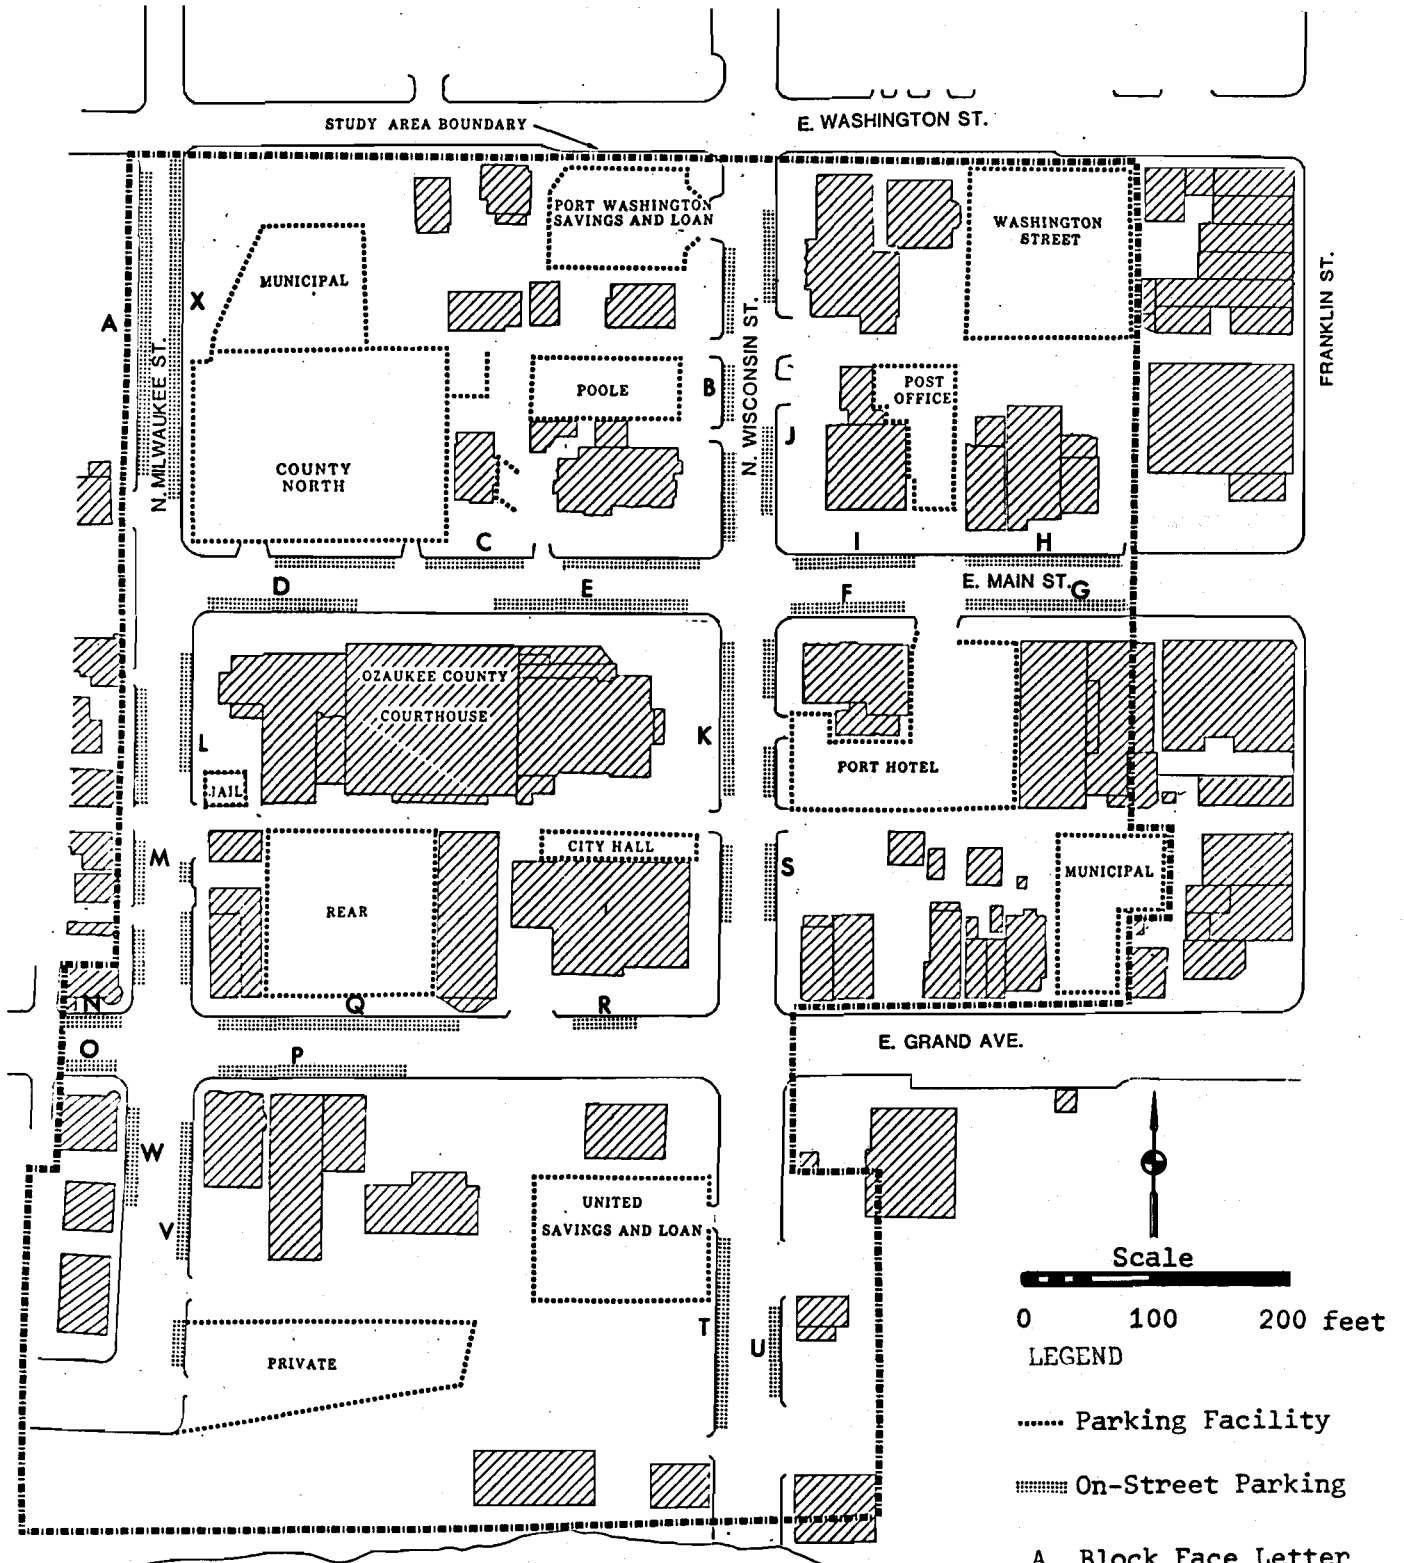 STUDY AREA BOUNDARY
E. WASHINGTON ST.
PORT WASHINGTON
SAVINGS AND LOAN
WASHINGTON
STREET
MUNICIPAL
X
A
N. MILWAUKEE ST.
N. WISCONSIN ST.
FRANKLIN ST.
POOLE
B
POST
OFFICE
J
COUNTY
NORTH
C
I
H
D
E
E. MAIN ST.
F
G
OZAUKEE COUNTY
COURTHOUSE
L
K
JAIL
PORT HOTEL
M
CITY HALL
S
MUNICIPAL
REAR
N
Q
R
O
P
E. GRAND AVE.
W
V
UNITED
SAVINGS AND LOAN
T
U
PRIVATE
Scale
0 100 200 feet
LEGEND
Parking Facility
On-Street Parking
A Block Face Letter